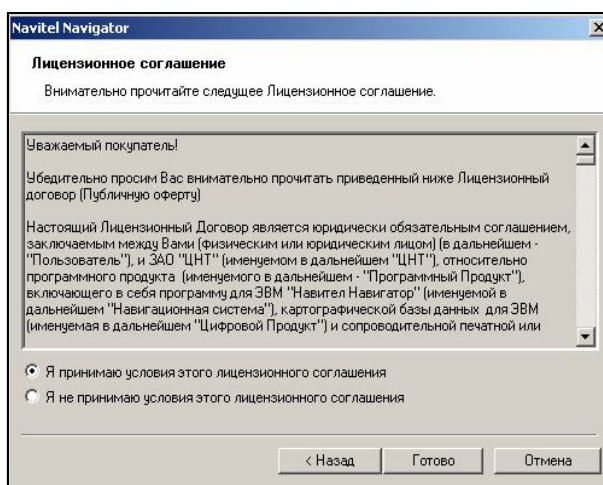 Navitel Navigator
Лицензионное соглашение
Внимательно прочитайте следующее Лицензионное соглашение.
Уважаемый покупатель!
Убедительно просим Вас внимательно прочитать приведенный ниже Лицензионный
договор (Публичную оферту)
Настоящий Лицензионный Договор является юридически обязательным соглашением,
заключаемым между Вами (физическим или юридическим лицом) (в дальнейшем -
"Пользователь"), и ЗАО "ЦНТ" (именуемом в дальнейшем "ЦНТ"), относительно
программного продукта (именуемого в дальнейшем - "Программный Продукт"),
включающего в себя программу для ЭВМ "Навител Навигатор" (именуемой в
дальнейшем "Навигационная система"), картографической базы данных для ЭВМ
(именуемая в дальнейшем "Цифровой Продукт") и сопроводительной печатной или
Я принимаю условия этого лицензионного соглашения
Я не принимаю условия этого лицензионного соглашения
< Назад Готово Отмена